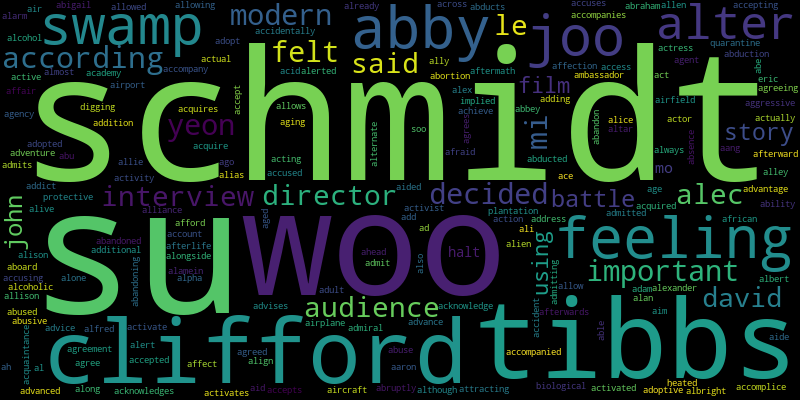 air abigail allowed allowing already across abducts accuses abraham allen accepting
alarm swamp modern abby le accompanies alter
alcohol adopt accidentally joo affection access actress quarantine
according almost actual felt said ally abortion aftermath ambassador act agent abduction abe
active academy accompany acidalerted alex film adding airfield eric agreeing
affair digging airport acquires accept allows implied abbey aggressive
agency addition yeon aging achieve mi alice actor actually
adopted acquire alternate soo agrees afraid altar abandon story
adventure abu allie ago acting abducted always absence aang afterward
admits activity alias accused schmidt ace mo alley
addict protective interview director aided decided battle age alec advantage
john alive alliance afford aged add activist plantation action address admitted acquired african ability
alison abandoned account afterlife ahead ad ali feeling
aboard additional alone abandoning alongside su woo halt also alien using
accusing alamein admit important albert
alcoholic allison alpha adult accident admitting allow adam alexander alan david
abused abusive advises audience acknowledge afterwards able aim
advice alfred activate airplane admiral advance accepted aide
acquaintance agreement alert clifford agreed abuse tibbs
ah al agree affect align aaron accompanied heated
advanced along acknowledges activates aid accepts aircraft abruptly although attracting biological activated adoptive albright accomplice